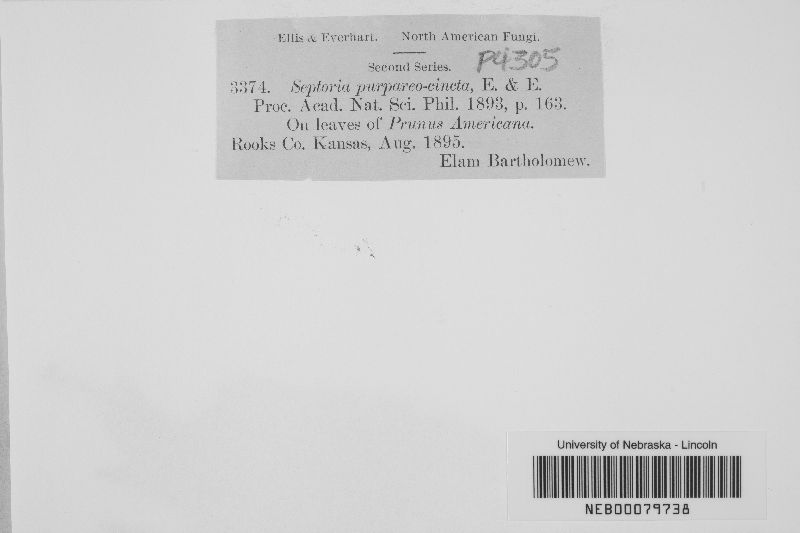 Ellis & Everhart. North American Fungi.
Second Series. P4305
3374. Septoria purpureo-cincta, E. & E.
Proc. Acad. Nat. Sci. Phil. 1893, p. 163.
On leaves of Prunus Americana.
Rooks Co. Kansas, Aug. 1895.
Elam Bartholomew.
University of Nebraska - Lincoln
NEB00079738